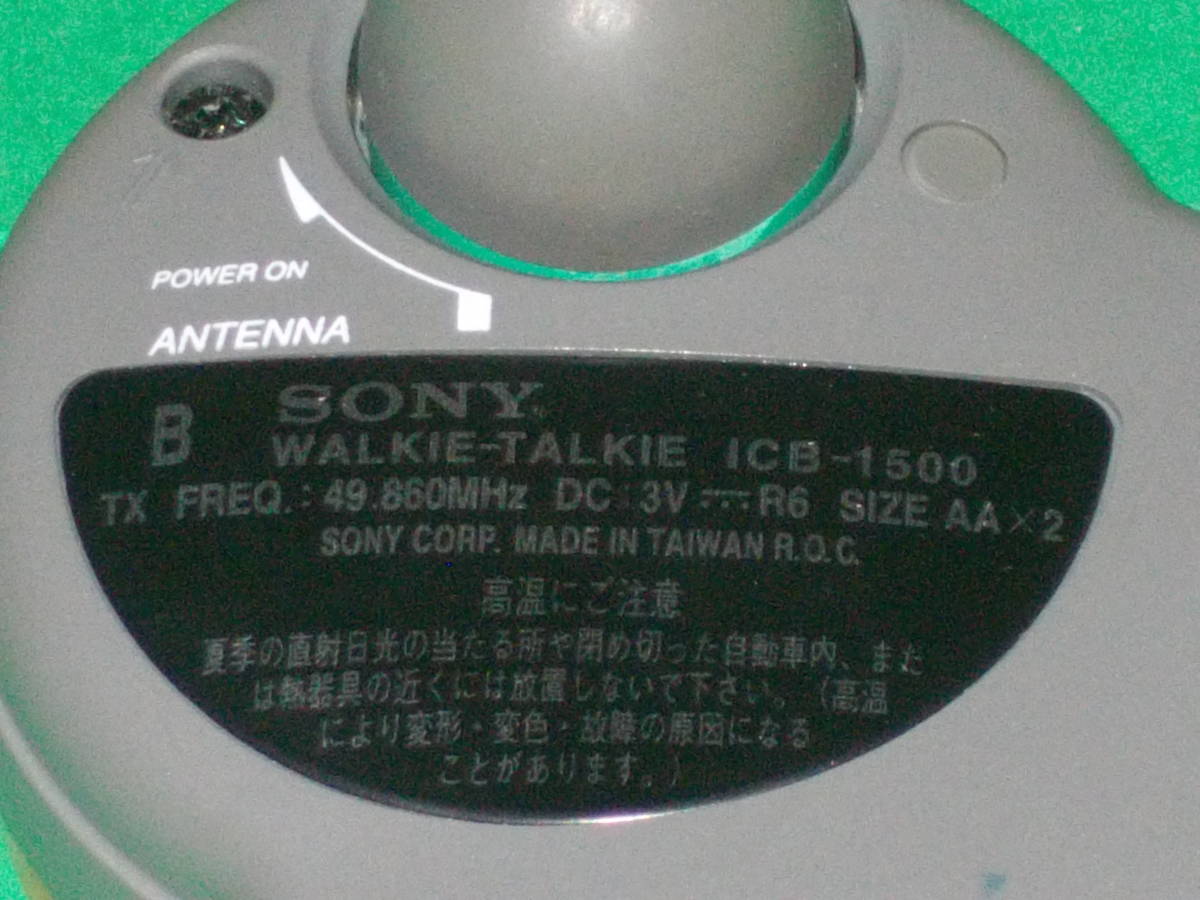 POWER ON
ANTENNA
B
SONY
WALKIE-TALKIE ICB-1500
TX FREQ.: 49.860MHz DC : 3V ⎓ R6 SIZE AA×2
SONY CORP. MADE IN TAIWAN R.O.C.
高温にご注意
夏季の直射日光の当たる所や閉め切った自動車内、また
は熱器具の近くには放置しないで下さい。(高温
により変形・変色・故障の原因になる
ことがあります。)